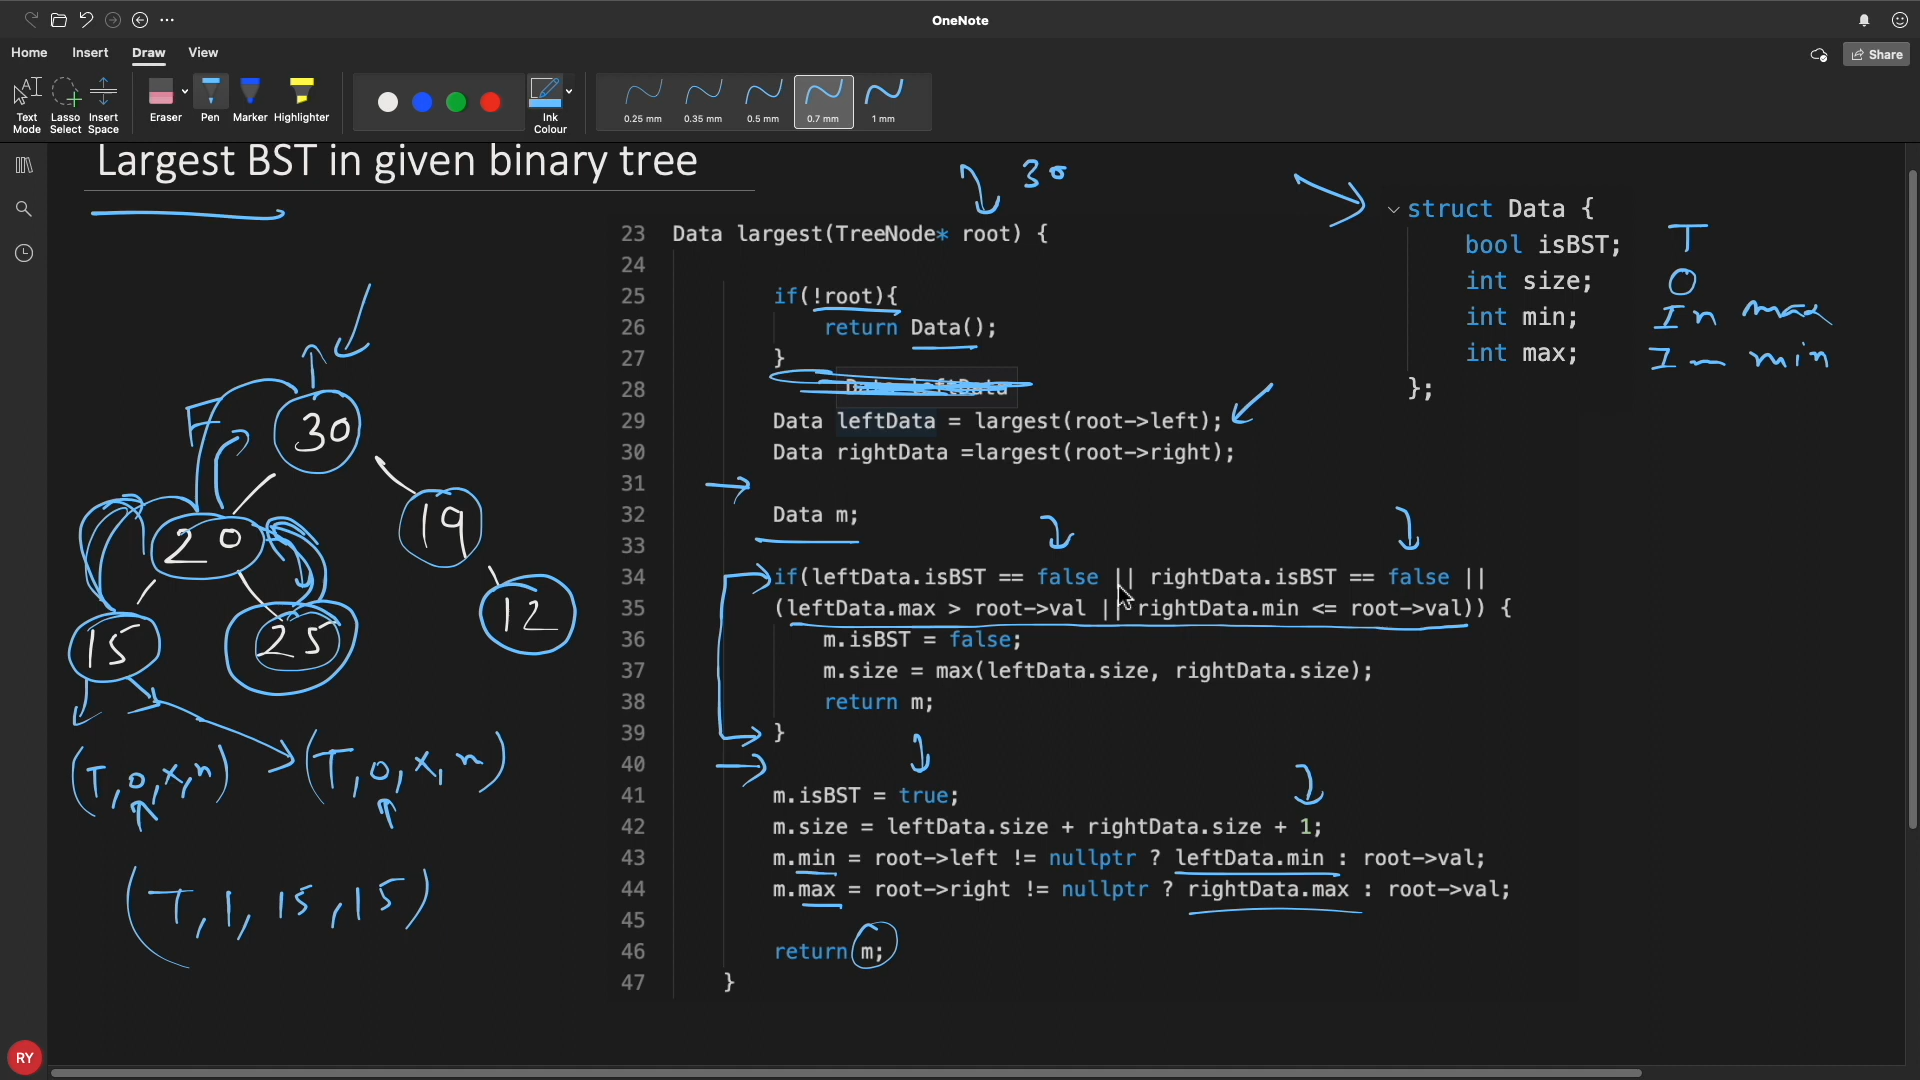 OneNote
Home Insert Draw View
Share
Text Mode
Lasso Select
Insert Space
Eraser
Pen
Marker
Highlighter
Ink Colour
0.25 mm
0.35 mm
0.5 mm
0.7 mm
1 mm
Largest BST in given binary tree
30
23 Data largest(TreeNode* root) {
24
25 if(!root){
26 return Data();
27 }
28 Data leftData
29 Data leftData = largest(root->left);
30 Data rightData =largest(root->right);
31
32 Data m;
33
34 if(leftData.isBST == false || rightData.isBST == false ||
35 (leftData.max > root->val || rightData.min <= root->val)) {
36 m.isBST = false;
37 m.size = max(leftData.size, rightData.size);
38 return m;
39 }
40
41 m.isBST = true;
42 m.size = leftData.size + rightData.size + 1;
43 m.min = root->left != nullptr ? leftData.min : root->val;
44 m.max = root->right != nullptr ? rightData.max : root->val;
45
46 return m;
47 }
struct Data {
bool isBST; T
int size; 0
int min; In max
int max; I— min
};
F
30
20
19
15
25
12
(T,0,x,n)
(T,0,x,n)
(T,1,15,15)
RY